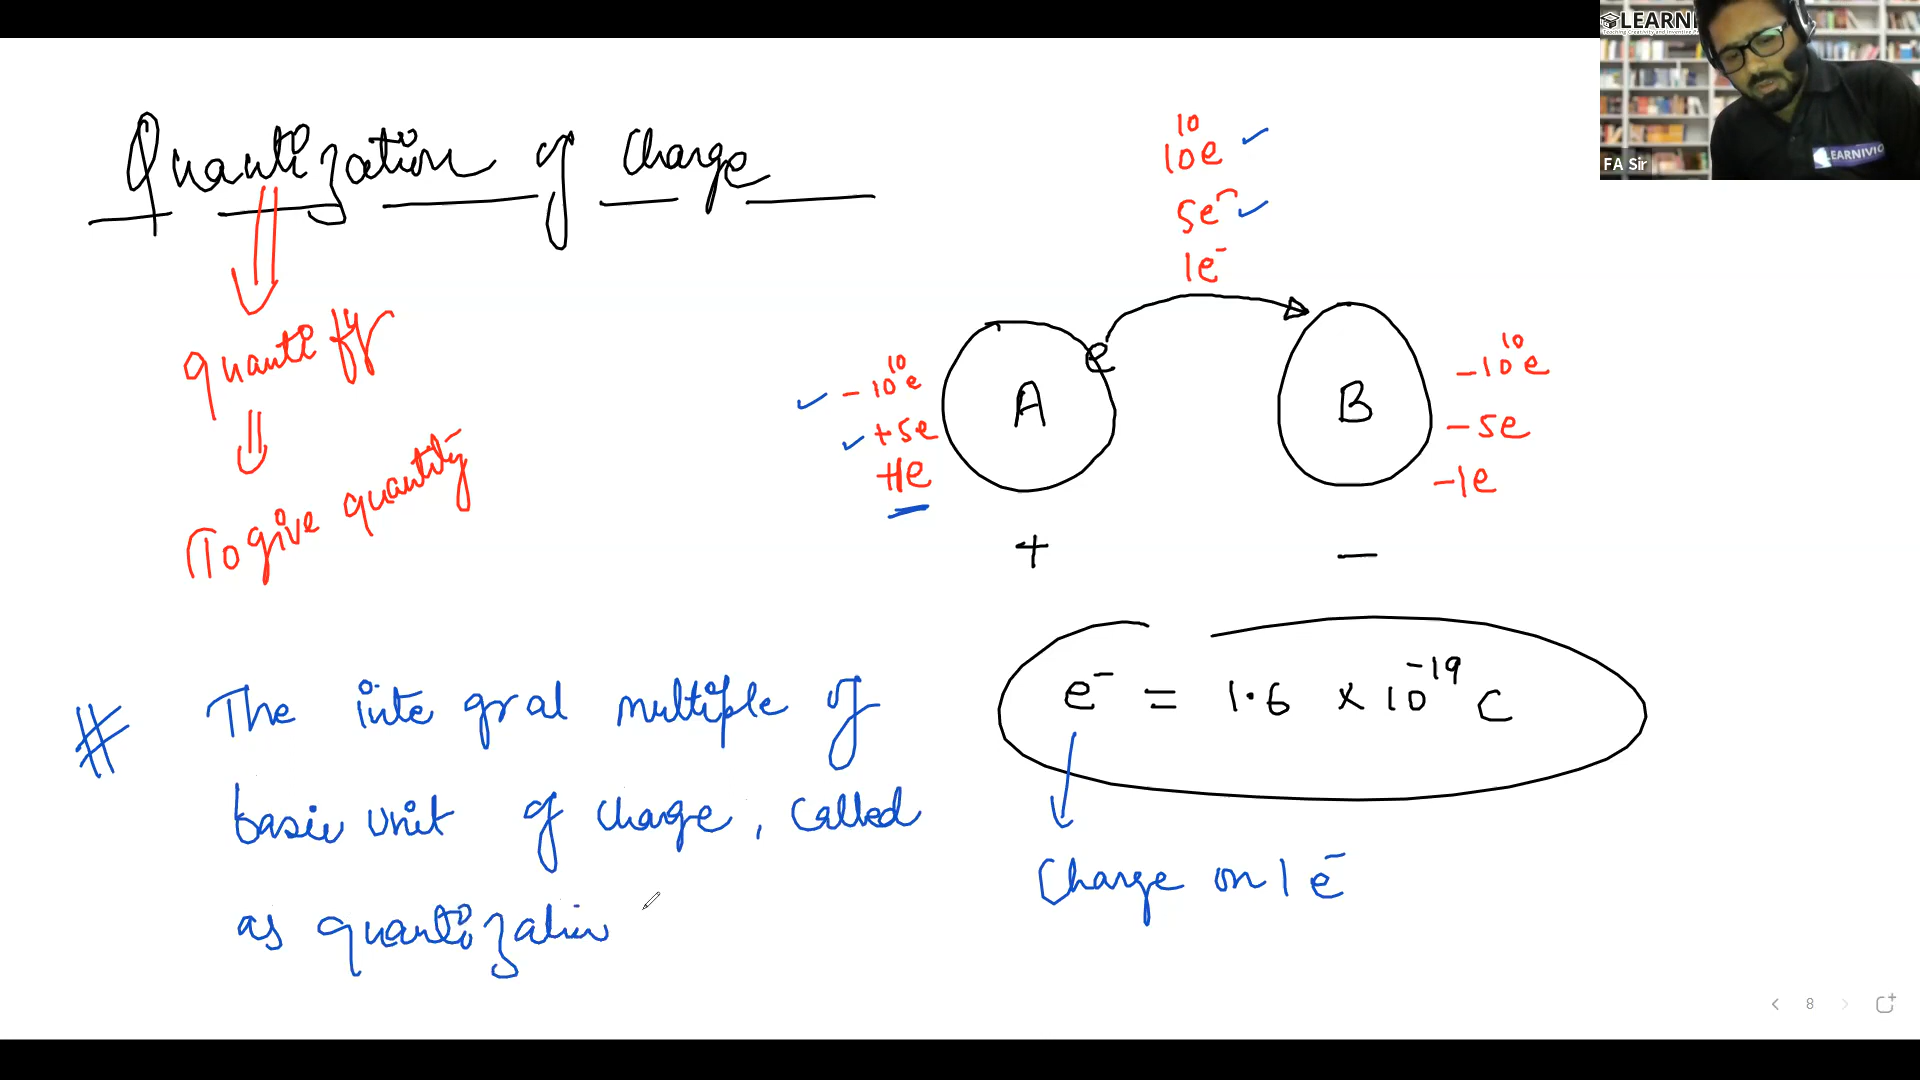 LEARNI
FA Sir
LEARNIVIO
Quantization of Charge
quantify
To give quantity
10^10 e
5e⁻
1e⁻
e
A
B
-10^10 e
+5e
+1e
-10^10 e
-5e
-1e
+
—
e⁻ = 1.6 × 10^-19 C
Charge on 1 e⁻
# The integral multiple of
basic unit of charge, called
as quantization
8